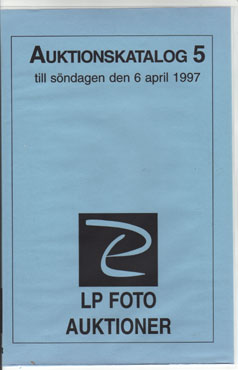 AUKTIONSKATALOG 5
till söndagen den 6 april 1997
LP FOTO
AUKTIONER